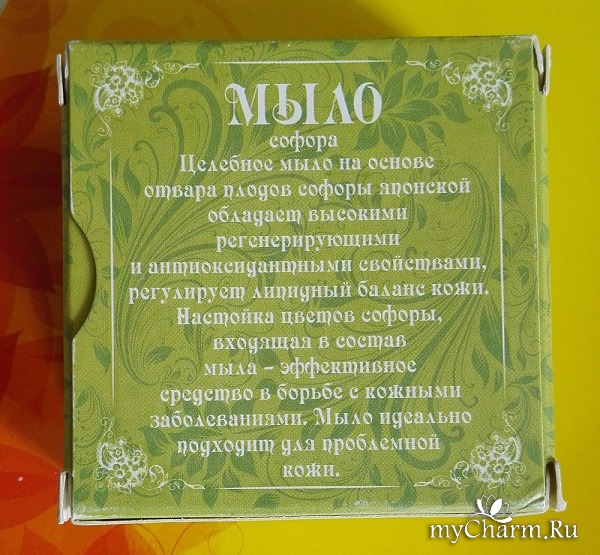 МЫЛО
софора
Целебное мыло на основе
отвара плодов софоры японской
обладает высокими
регенерирующими
и антиоксидантными свойствами,
регулирует липидный баланс кожи.
Настойка цветов софоры,
входящая в состав
мыла - эффективное
средство в борьбе с кожными
заболеваниями. Мыло идеально
подходит для проблемной
кожи.
myCharm.Ru